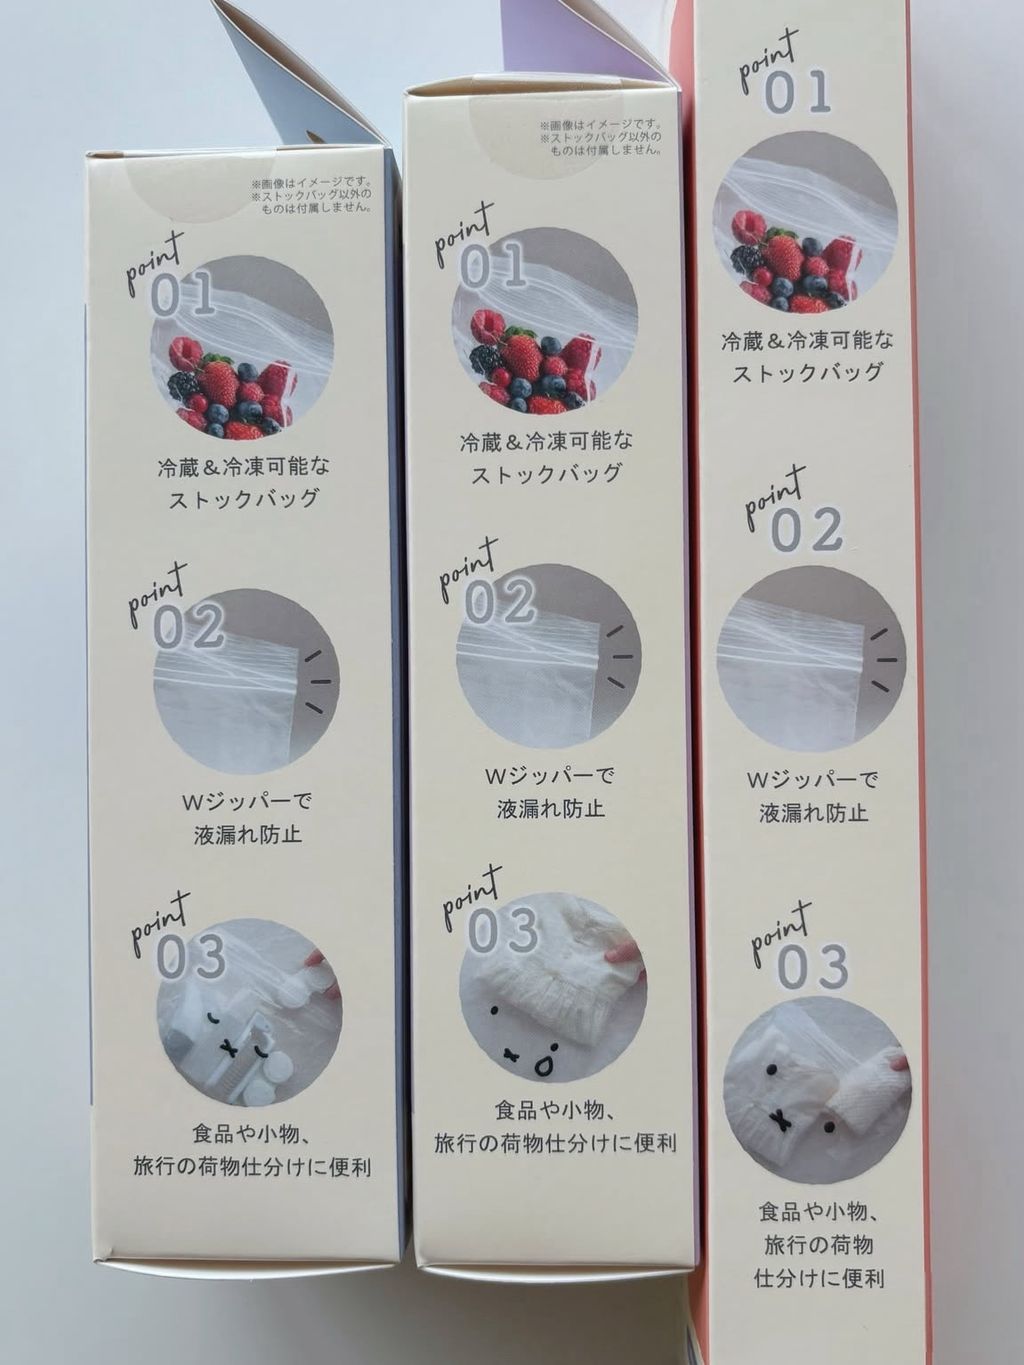 ※画像はイメージです。
※ストックバッグ以外の
ものは付属しません。
point
01
冷蔵＆冷凍可能な
ストックバッグ
point
02
Wジッパーで
液漏れ防止
point
03
食品や小物、
旅行の荷物仕分けに便利
※画像はイメージです。
※ストックバッグ以外の
ものは付属しません。
point
01
冷蔵＆冷凍可能な
ストックバッグ
point
02
Wジッパーで
液漏れ防止
point
03
食品や小物、
旅行の荷物仕分けに便利
point
01
冷蔵＆冷凍可能な
ストックバッグ
point
02
Wジッパーで
液漏れ防止
point
03
食品や小物、
旅行の荷物
仕分けに便利